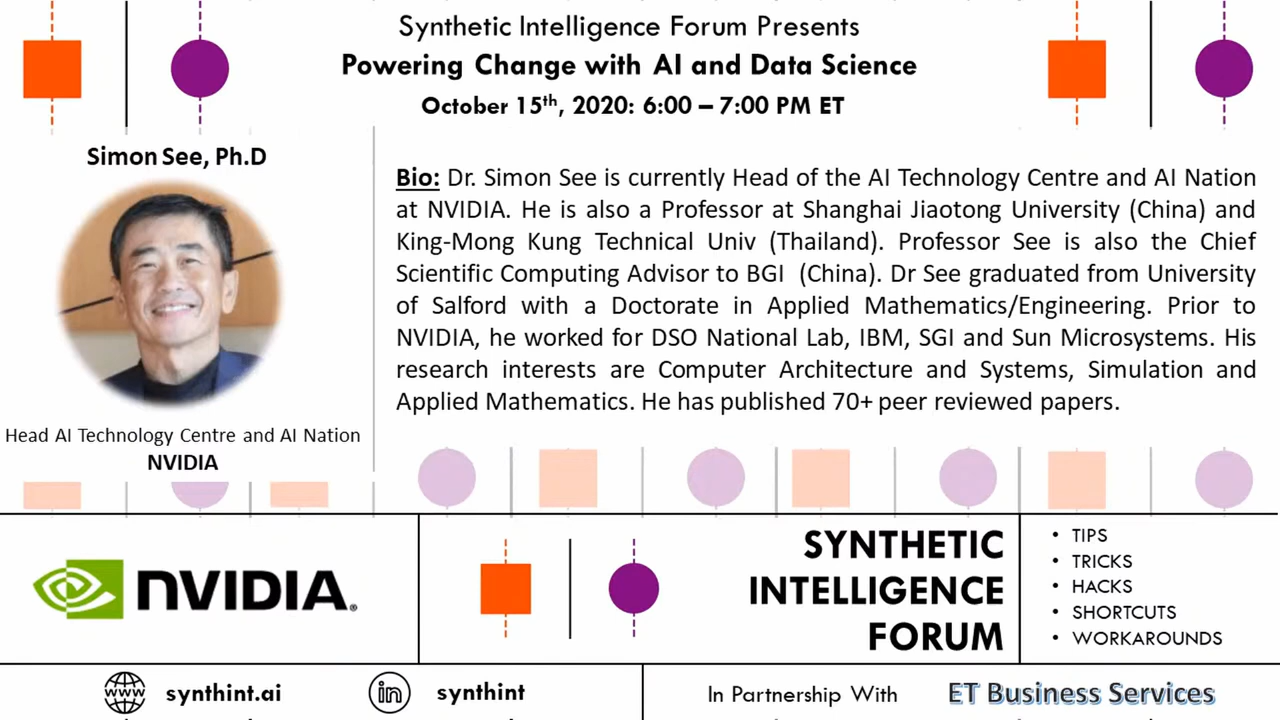 Synthetic Intelligence Forum Presents
Powering Change with AI and Data Science
October 15th, 2020: 6:00 – 7:00 PM ET
Simon See, Ph.D
Head AI Technology Centre and AI Nation
NVIDIA
Bio: Dr. Simon See is currently Head of the AI Technology Centre and AI Nation
at NVIDIA. He is also a Professor at Shanghai Jiaotong University (China) and
King-Mong Kung Technical Univ (Thailand). Professor See is also the Chief
Scientific Computing Advisor to BGI (China). Dr See graduated from University
of Salford with a Doctorate in Applied Mathematics/Engineering. Prior to
NVIDIA, he worked for DSO National Lab, IBM, SGI and Sun Microsystems. His
research interests are Computer Architecture and Systems, Simulation and
Applied Mathematics. He has published 70+ peer reviewed papers.
NVIDIA®
SYNTHETIC
INTELLIGENCE
FORUM
• TIPS
• TRICKS
• HACKS
• SHORTCUTS
• WORKAROUNDS
www synthint.ai
in synthint
In Partnership With ET Business Services